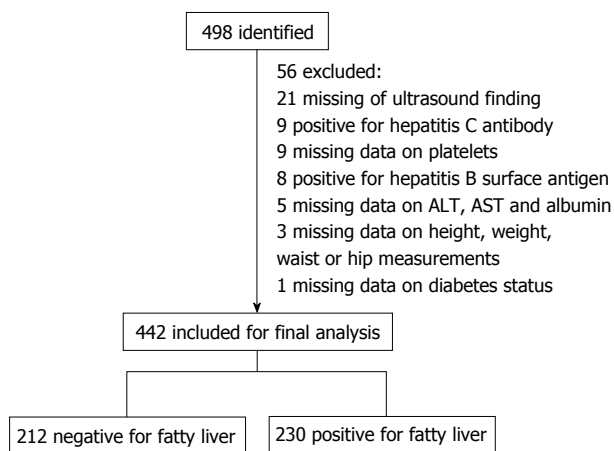 498 identified
56 excluded:
21 missing of ultrasound finding
9 positive for hepatitis C antibody
9 missing data on platelets
8 positive for hepatitis B surface antigen
5 missing data on ALT, AST and albumin
3 missing data on height, weight,
waist or hip measurements
1 missing data on diabetes status
442 included for final analysis
212 negative for fatty liver
230 positive for fatty liver